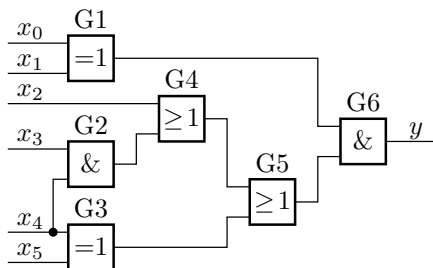 G1
x₀
x₁
=1
G4
x₂
≥1
G6
&
y
G2
x₃
&
G5
≥1
x₄
G3
x₅
=1